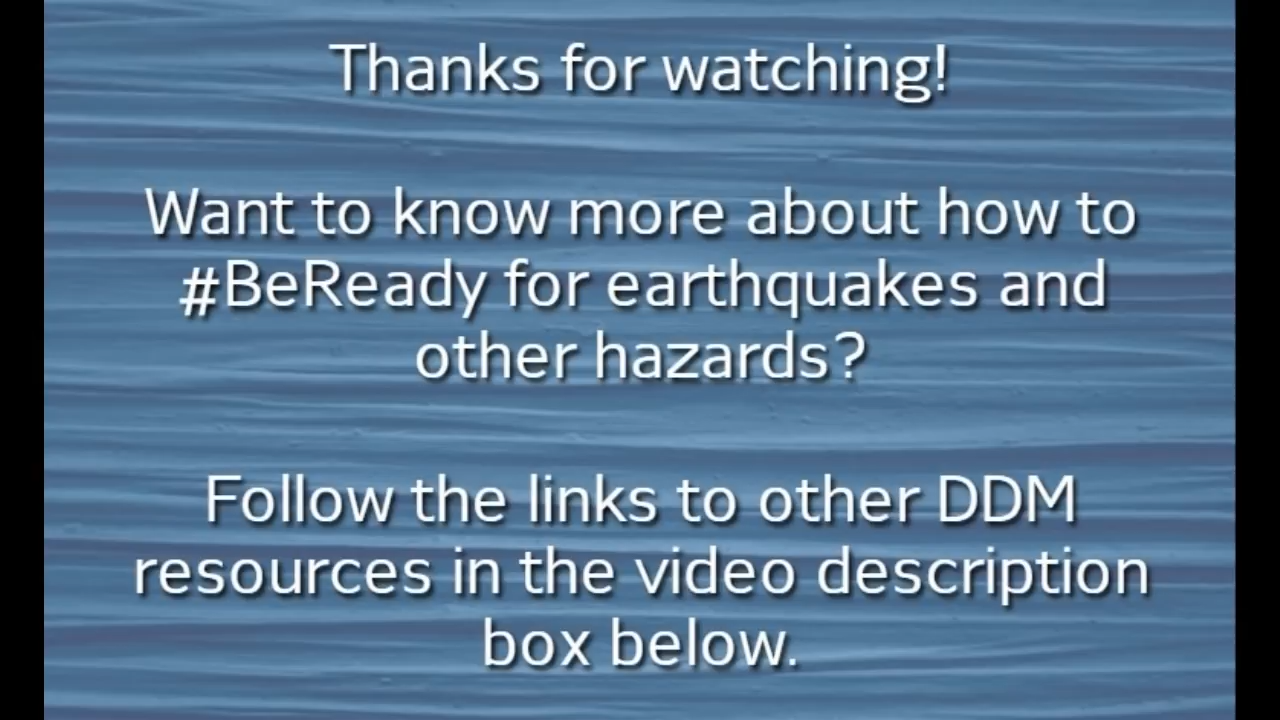 Thanks for watching!
Want to know more about how to
#BeReady for earthquakes and
other hazards?
Follow the links to other DDM
resources in the video description
box below.